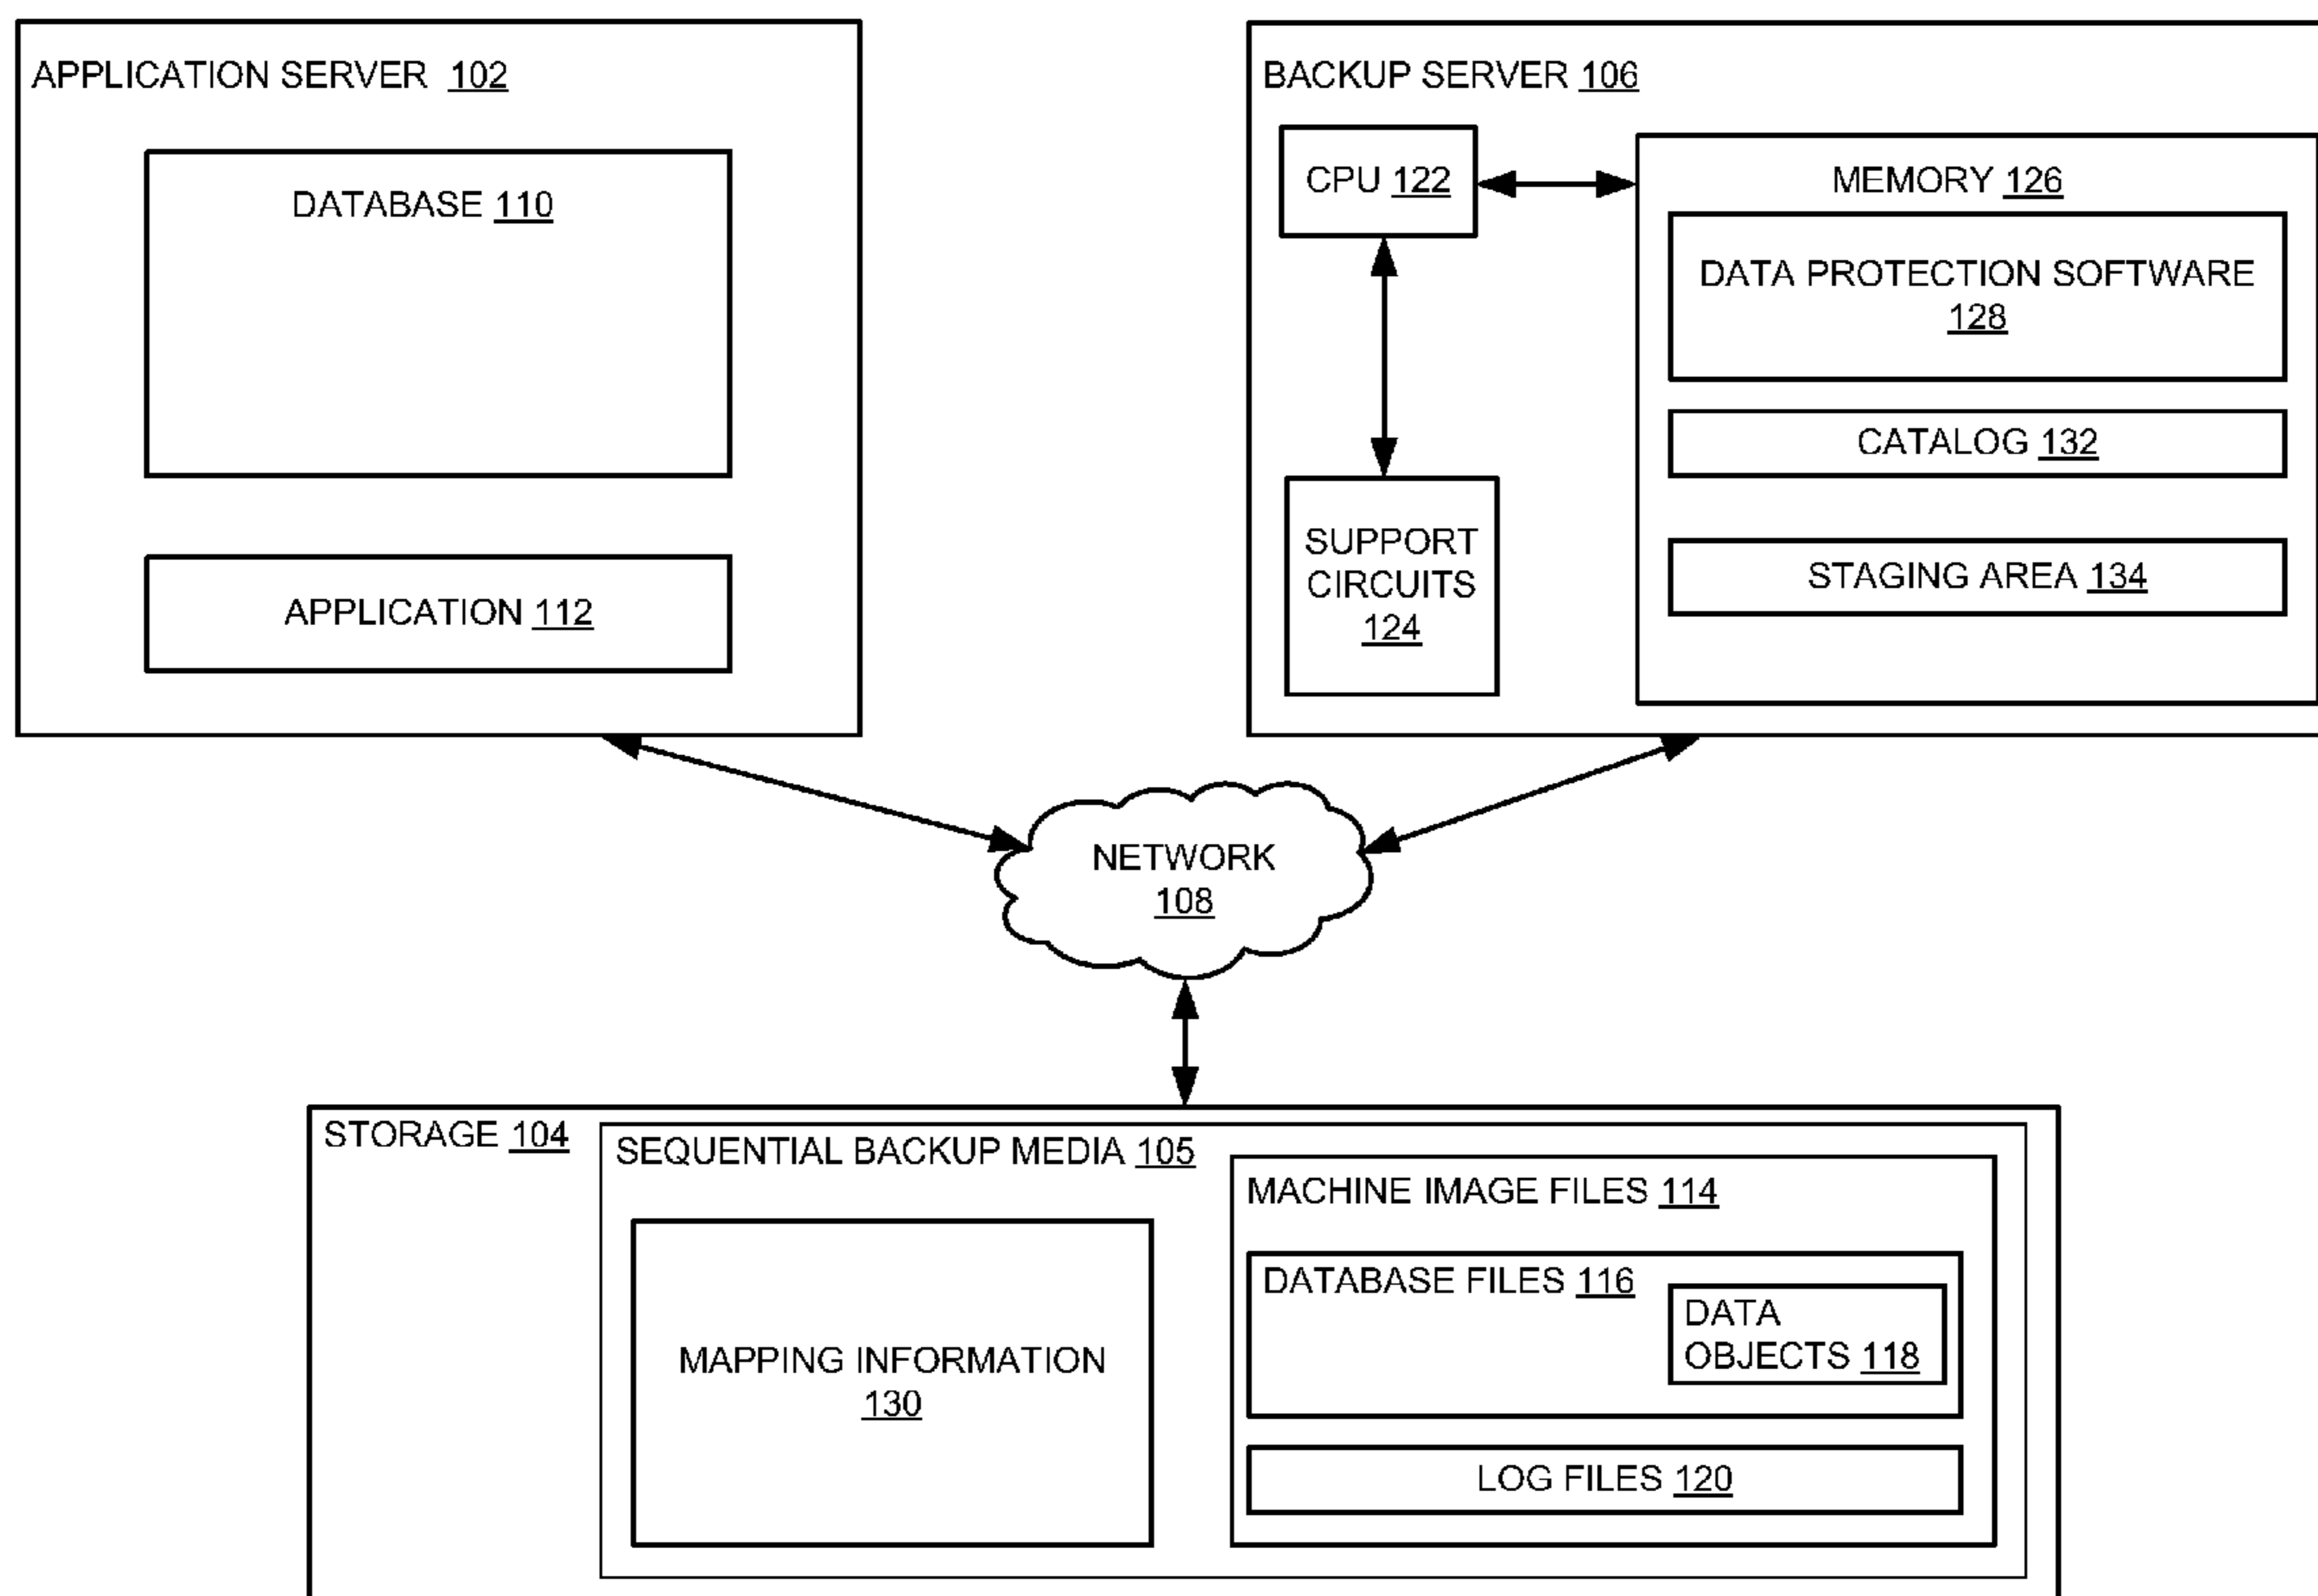 APPLICATION SERVER 102
DATABASE 110
APPLICATION 112
BACKUP SERVER 106
CPU 122
SUPPORT
CIRCUITS
124
MEMORY 126
DATA PROTECTION SOFTWARE
128
CATALOG 132
STAGING AREA 134
NETWORK
108
STORAGE 104
SEQUENTIAL BACKUP MEDIA 105
MAPPING INFORMATION
130
MACHINE IMAGE FILES 114
DATABASE FILES 116
DATA
OBJECTS 118
LOG FILES 120